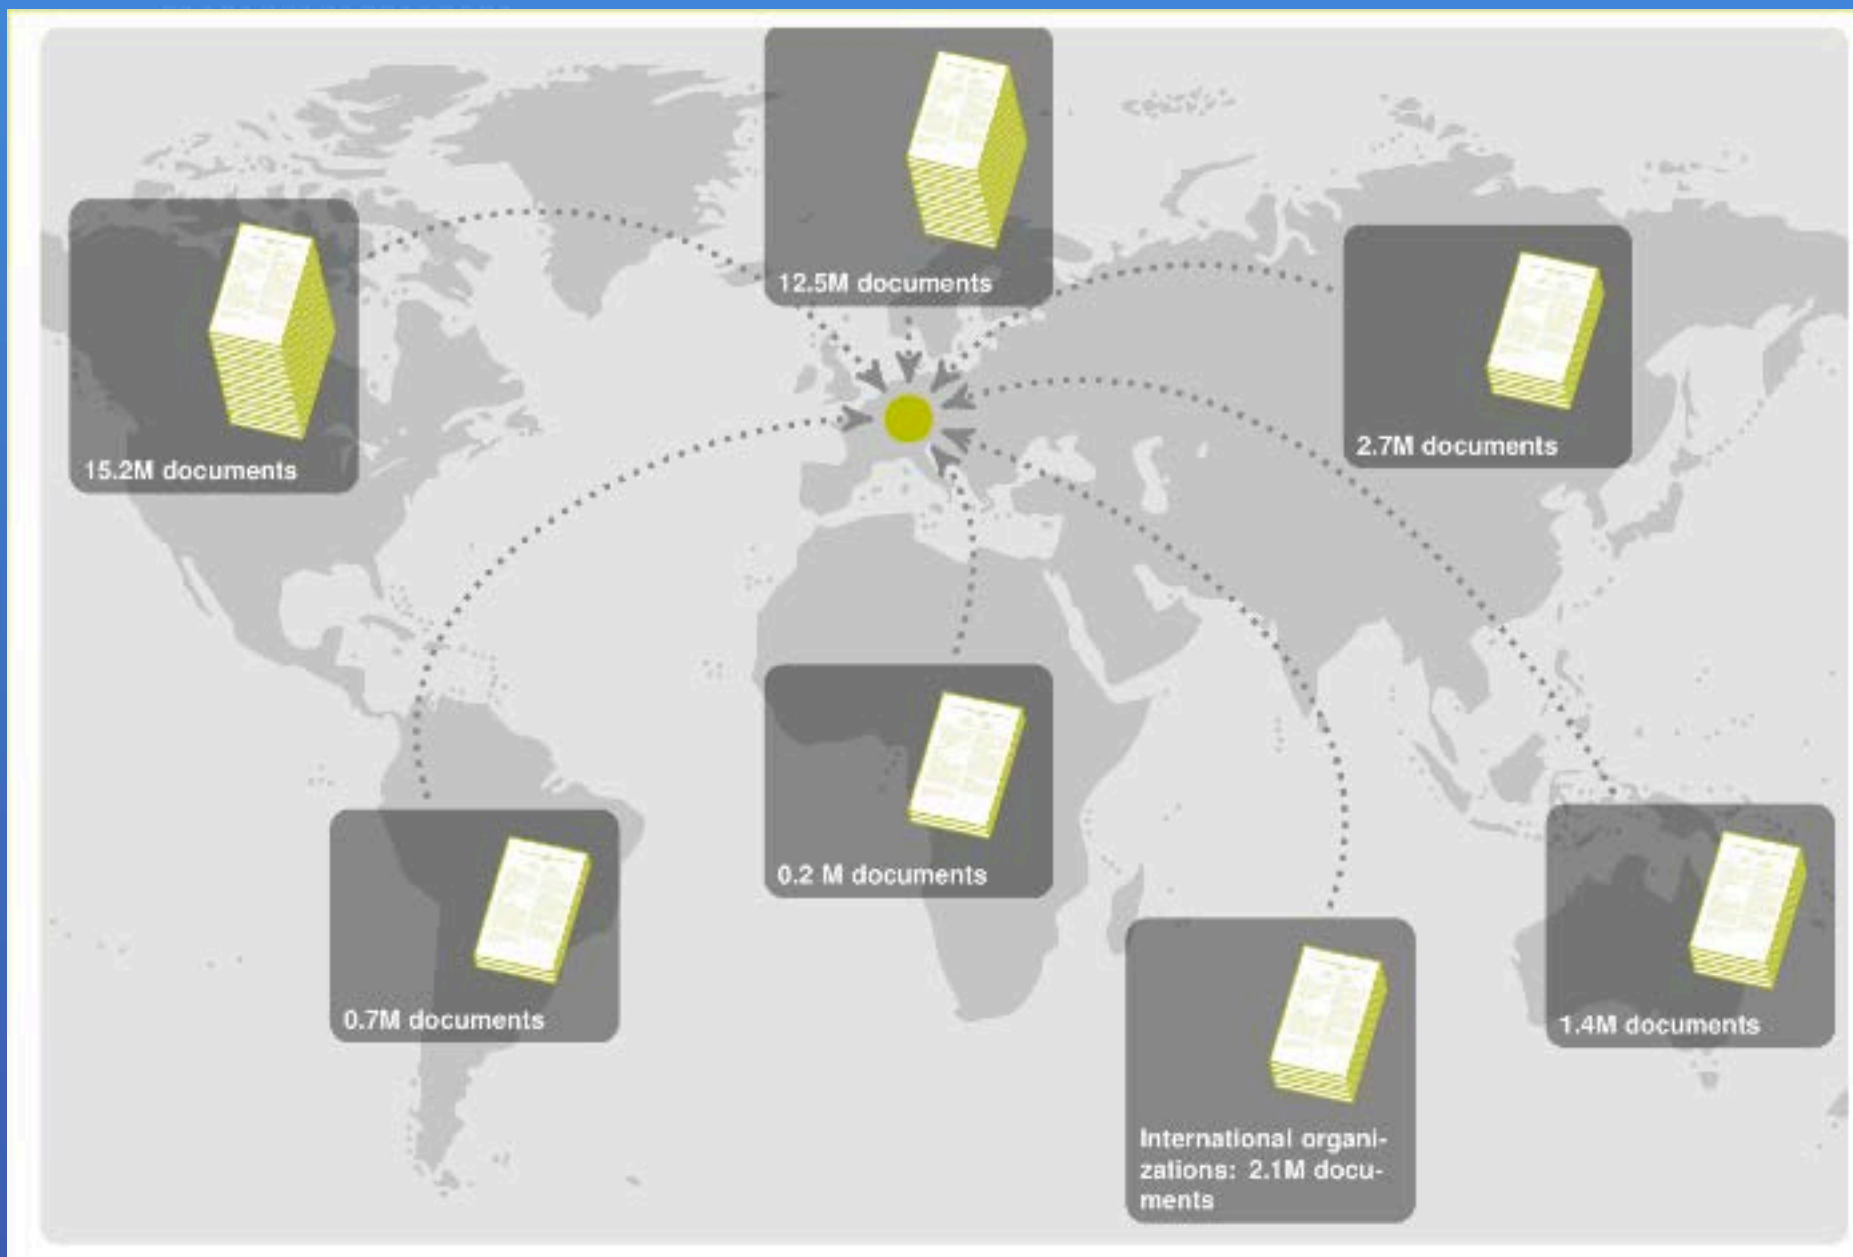 12.5M documents
15.2M documents
2.7M documents
0.2 M documents
0.7M documents
1.4M documents
International organi-
zations: 2.1M docu-
ments